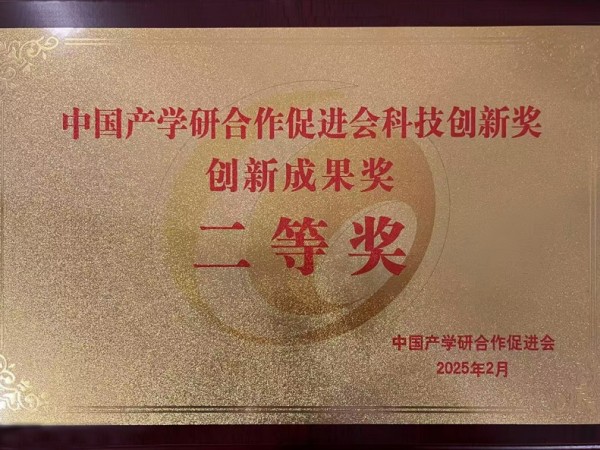 中国产学研合作促进会科技创新奖
创新成果奖
二等奖
中国产学研合作促进会
2025年2月